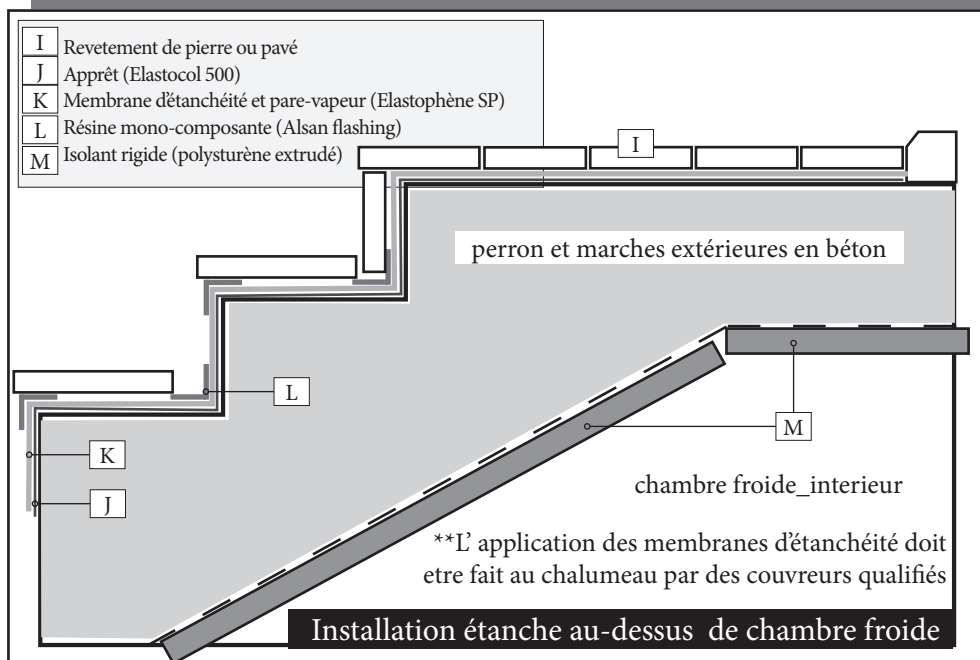 I Revetement de pierre ou pavé
J Apprêt (Elastocol 500)
K Membrane d'étanchéité et pare-vapeur (Elastophène SP)
L Résine mono-composante (Alsan flashing)
M Isolant rigide (polysturène extrudé)
I
perron et marches extérieures en béton
L
M
K
chambre froide_interieur
J
**L' application des membranes d'étanchéité doit
etre fait au chalumeau par des couvreurs qualifiés
Installation étanche au-dessus de chambre froide